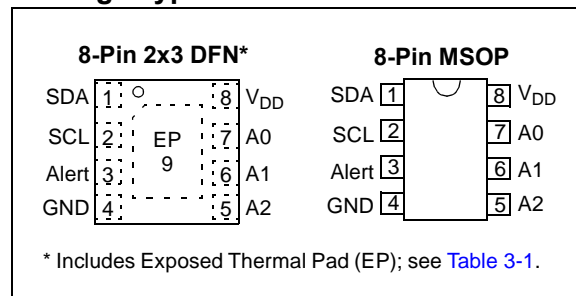 8-Pin 2x3 DFN*
SDA 1 8 VDD
SCL 2 EP 7 A0
9
Alert 3 6 A1
GND 4 5 A2
8-Pin MSOP
SDA 1 8 VDD
SCL 2 7 A0
Alert 3 6 A1
GND 4 5 A2
* Includes Exposed Thermal Pad (EP); see Table 3-1.